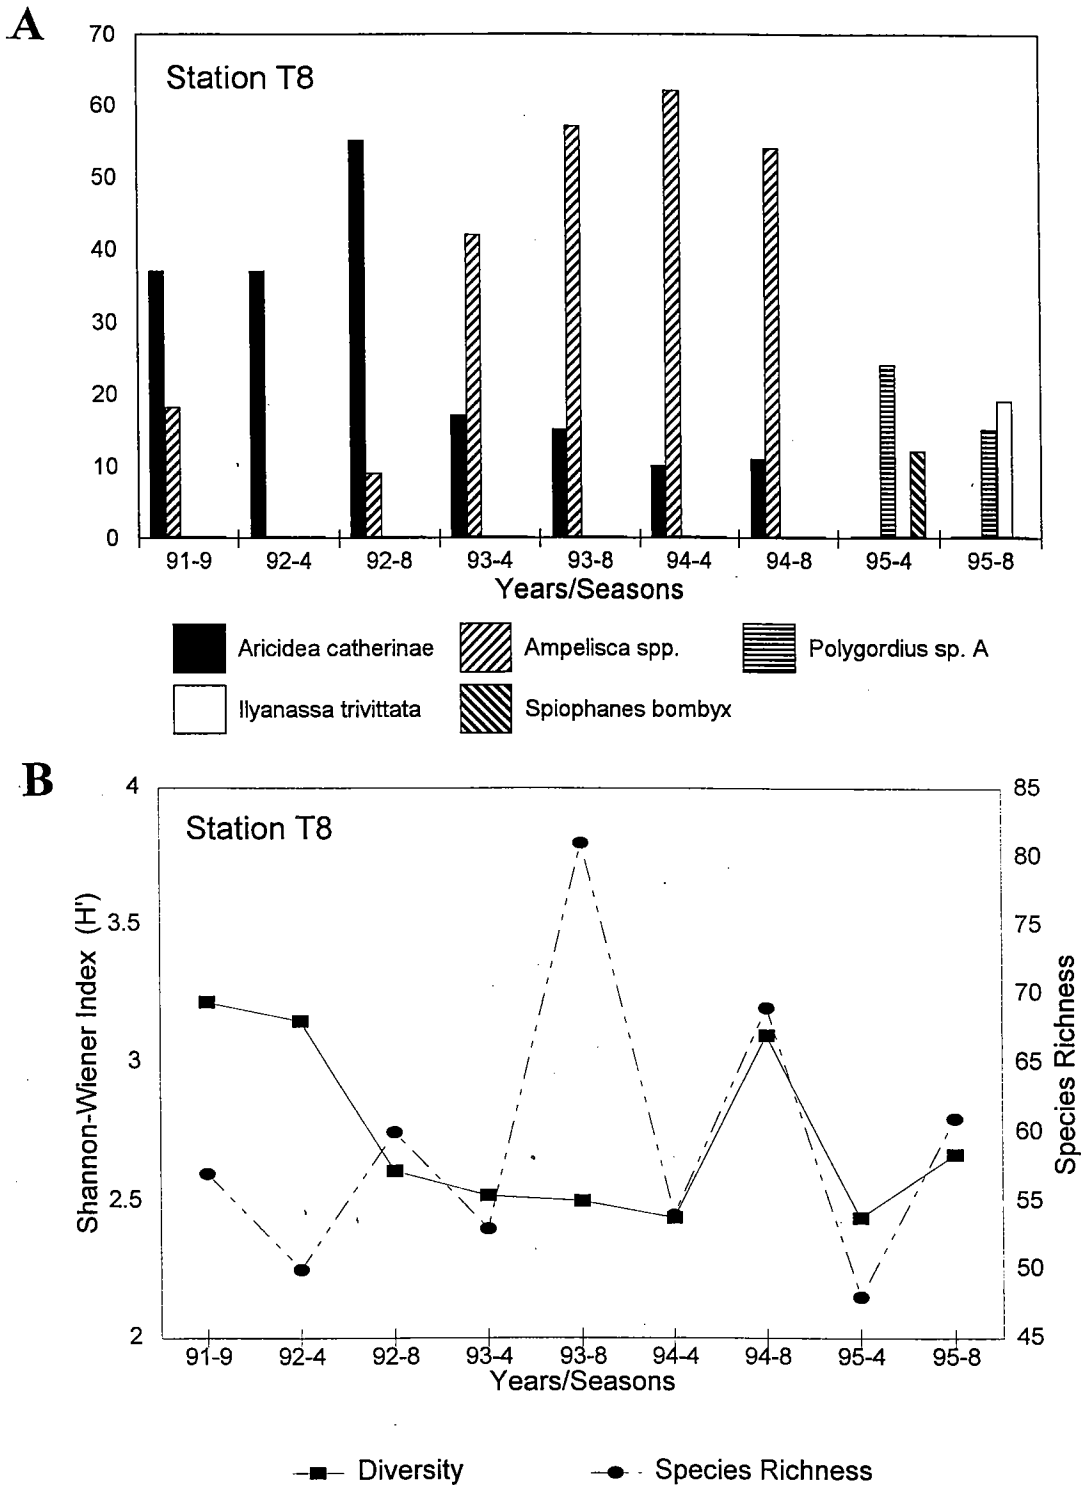 A
70
Station T8
60
50
40
30
20
10
0
91-9 92-4 92-8 93-4 93-8 94-4 94-8 95-4 95-8
Years/Seasons
Aricidea catherinae Ampelisca spp. Polygordius sp. A
Ilyanassa trivittata Spiophanes bombyx
B
4 85
Station T8
80
3.5 75
70
3 65
60
2.5 55
50
2 45
Shannon-Wiener Index (H')
Species Richness
91-9 92-4 92-8 93-4 93-8 94-4 94-8 95-4 95-8
Years/Seasons
Diversity Species Richness